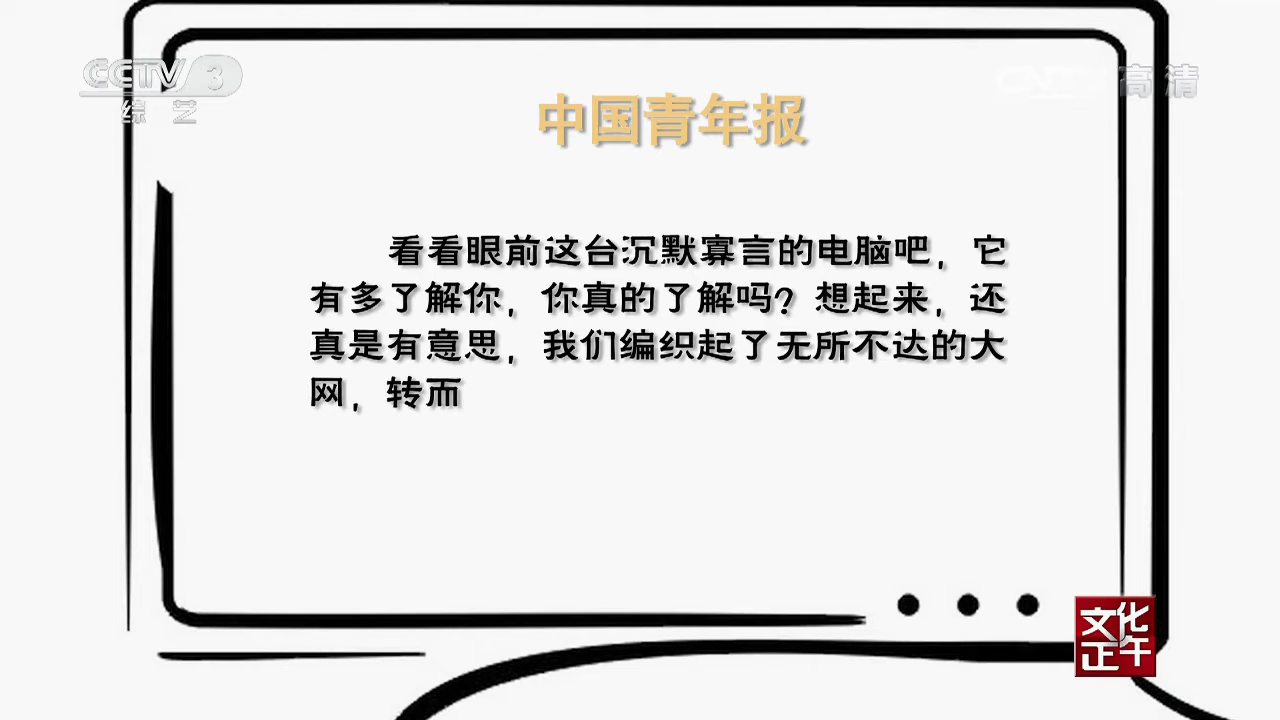 CCTV 3
综艺
高清
中国青年报
看看眼前这台沉默寡言的电脑吧，它
有多了解你，你真的了解吗？想起来，还
真是有意思，我们编织起了无所不达的大
网，转而
文化
正午